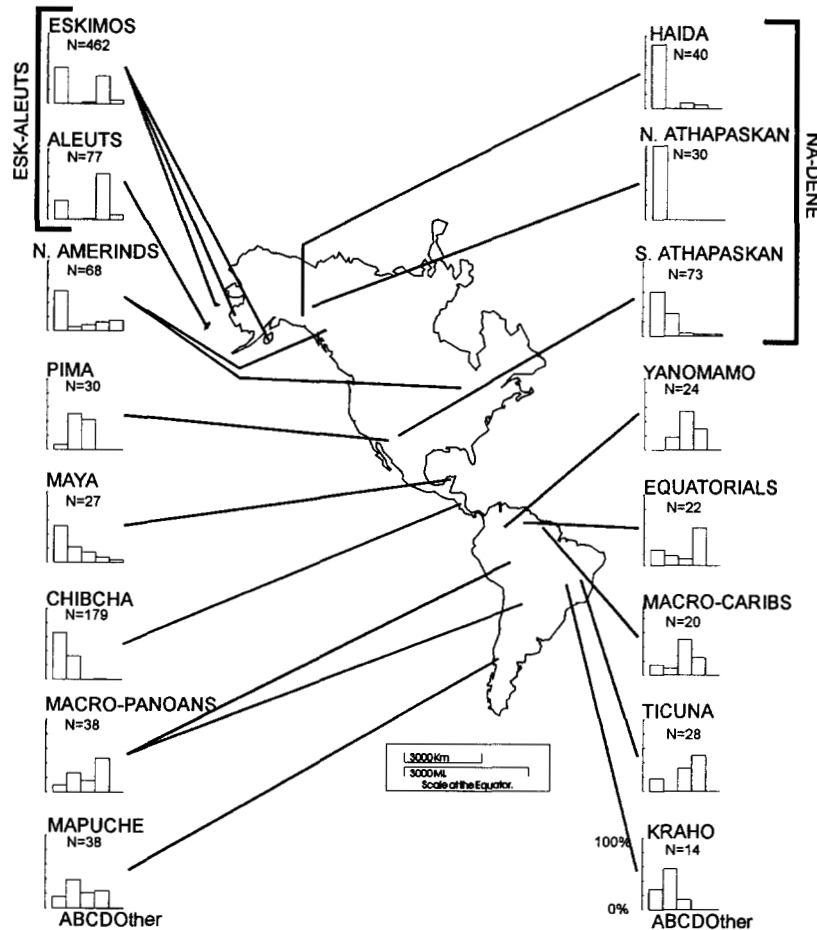 ESK-ALEUTS
ESKIMOS
N=462
ALEUTS
N=77
N. AMERINDS
N=68
PIMA
N=30
MAYA
N=27
CHIBCHA
N=179
MACRO-PANOANS
N=38
MAPUCHE
N=38
ABCDOther
3000 Km
3000 Mi.
Scale at the Equator.
NA-DENE
HAIDA
N=40
N. ATHAPASKAN
N=30
S. ATHAPASKAN
N=73
YANOMAMO
N=24
EQUATORIALS
N=22
MACRO-CARIBS
N=20
TICUNA
N=28
KRAHO
N=14
100%
0%
ABCDOther